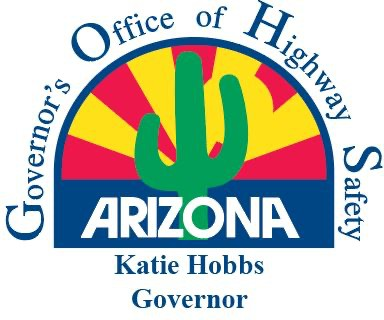 Governor's Office of Highway Safety
ARIZONA
Katie Hobbs
Governor